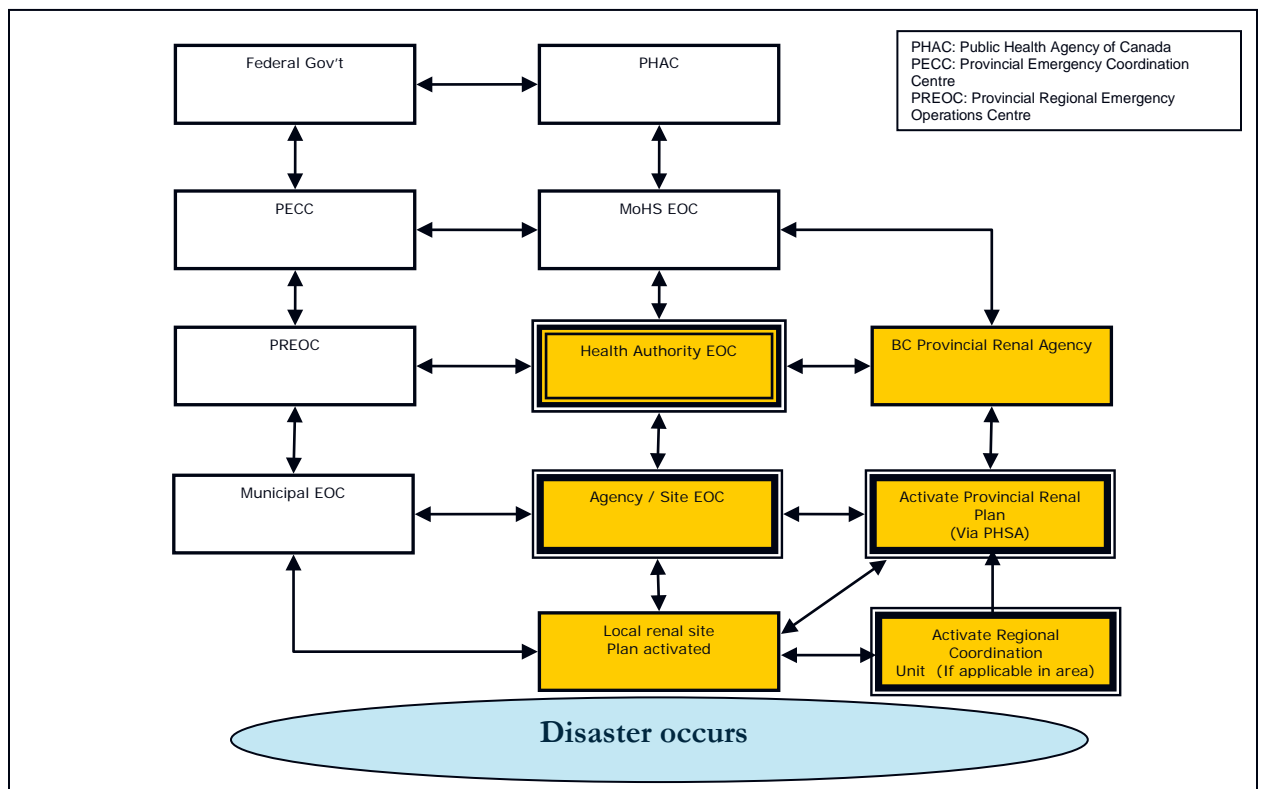 Federal Gov't
PHAC
PHAC: Public Health Agency of Canada
PECC: Provincial Emergency Coordination
Centre
PREOC: Provincial Regional Emergency
Operations Centre
PECC
MoHS EOC
PREOC
Health Authority EOC
BC Provincial Renal Agency
Municipal EOC
Agency / Site EOC
Activate Provincial Renal
Plan
(Via PHSA)
Local renal site
Plan activated
Activate Regional
Coordination
Unit (If applicable in area)
Disaster occurs